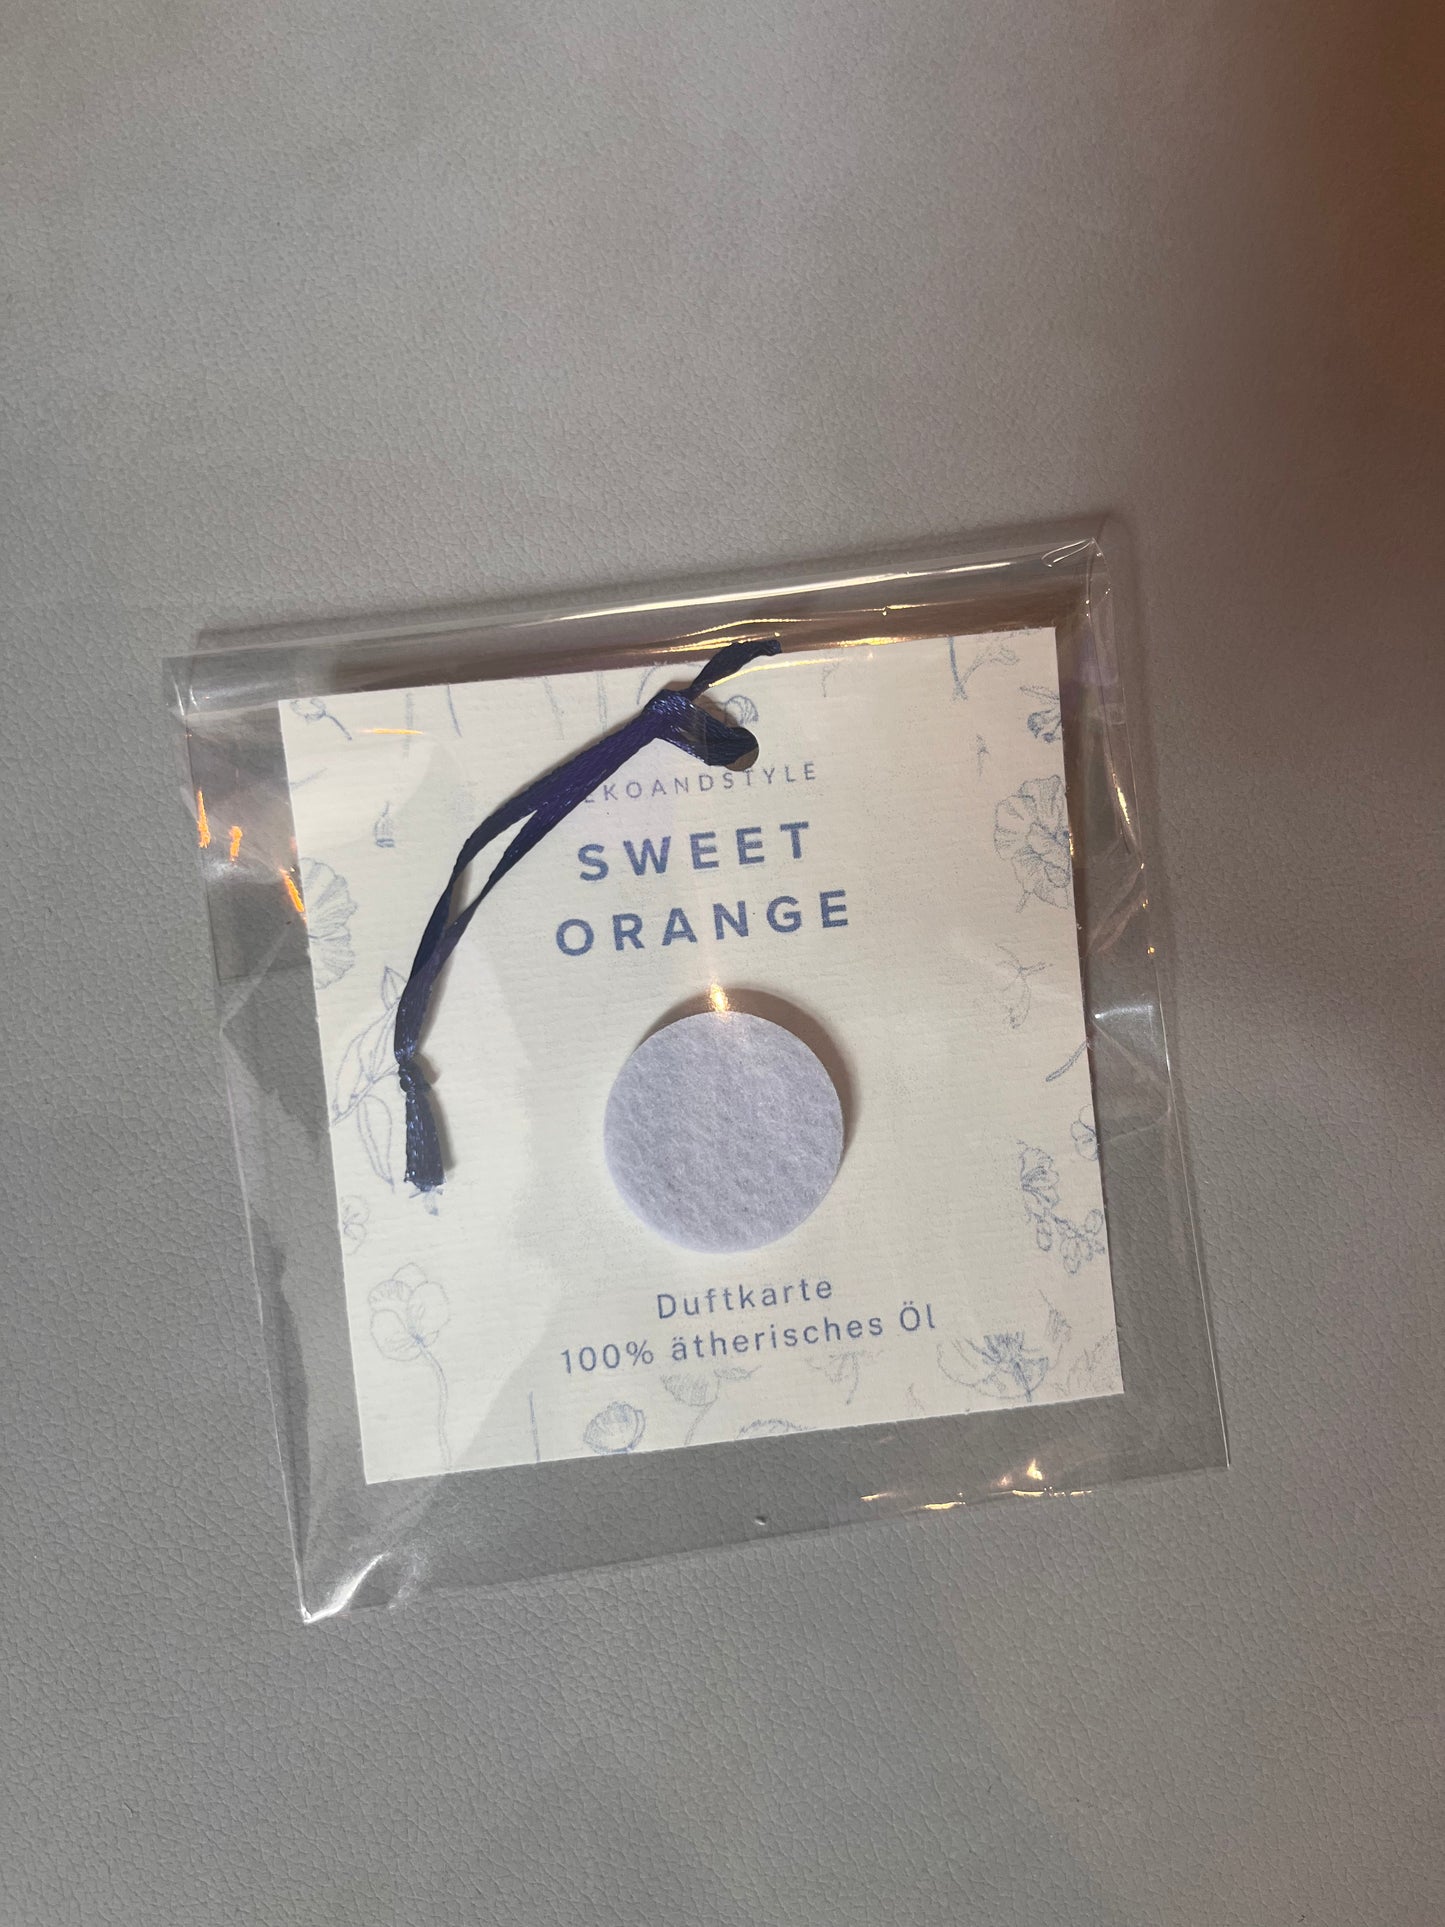 EKOANDSTYLE
SWEET
ORANGE
Duftkarte
100% ätherisches Öl